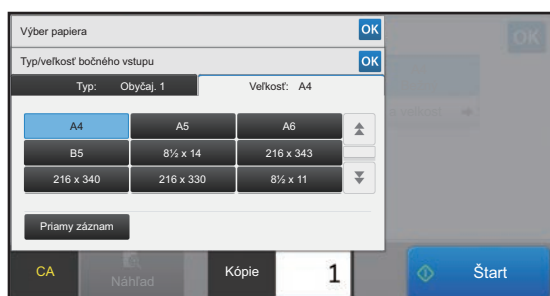 Výber papiera OK
OK
Typ/veľkosť bočného vstupu OK
Typ: Obyčaj. 1 Veľkosť: A4
A4 A5 A6
B5 8½ x 14 216 x 343
216 x 340 216 x 330 8½ x 11
Priamy záznam
CA Náhľad Kópie 1 Štart